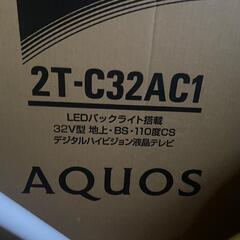 2T-C32AC1
LEDバックライト搭載
32V型 地上・BS・110度CS
デジタルハイビジョン液晶テレビ
AQUOS